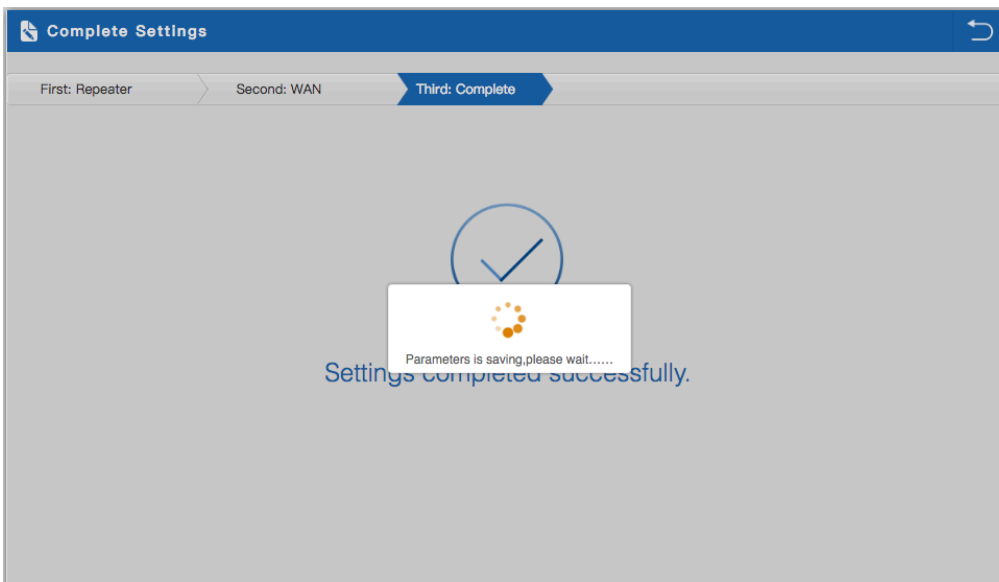 Complete Settings
First: Repeater Second: WAN Third: Complete
Parameters is saving,please wait......
Settings completed successfully.